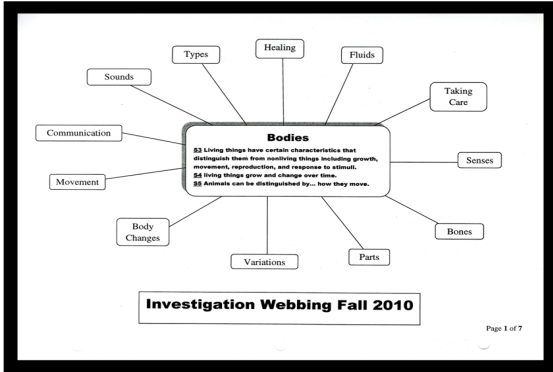 Healing
Types
Fluids
Sounds
Taking
Care
Communication
Bodies
S3 Living things have certain characteristics that
distinguish them from nonliving things including growth,
movement, reproduction, and response to stimuli.
S4 living things grow and change over time.
S5 Animals can be distinguished by... how they move.
Senses
Movement
Body
Changes
Bones
Variations
Parts
Investigation Webbing Fall 2010
Page 1 of 7